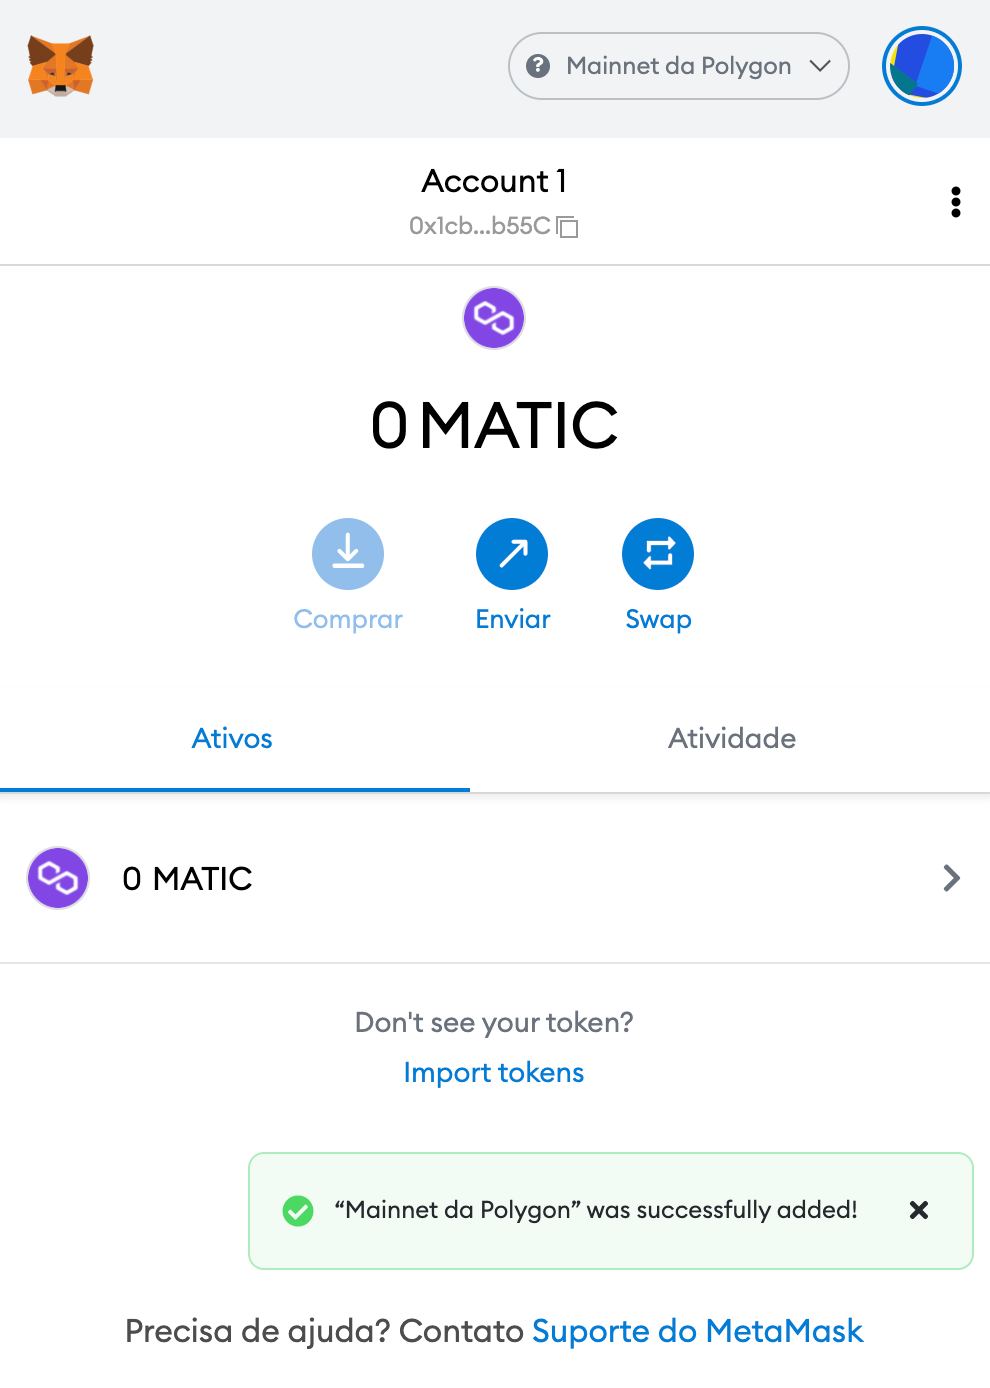 Mainnet da Polygon
Account 1
0x1cb...b55C
0 MATIC
Comprar
Enviar
Swap
Ativos
Atividade
0 MATIC
Don't see your token?
Import tokens
“Mainnet da Polygon” was successfully added!
Precisa de ajuda? Contato Suporte do MetaMask